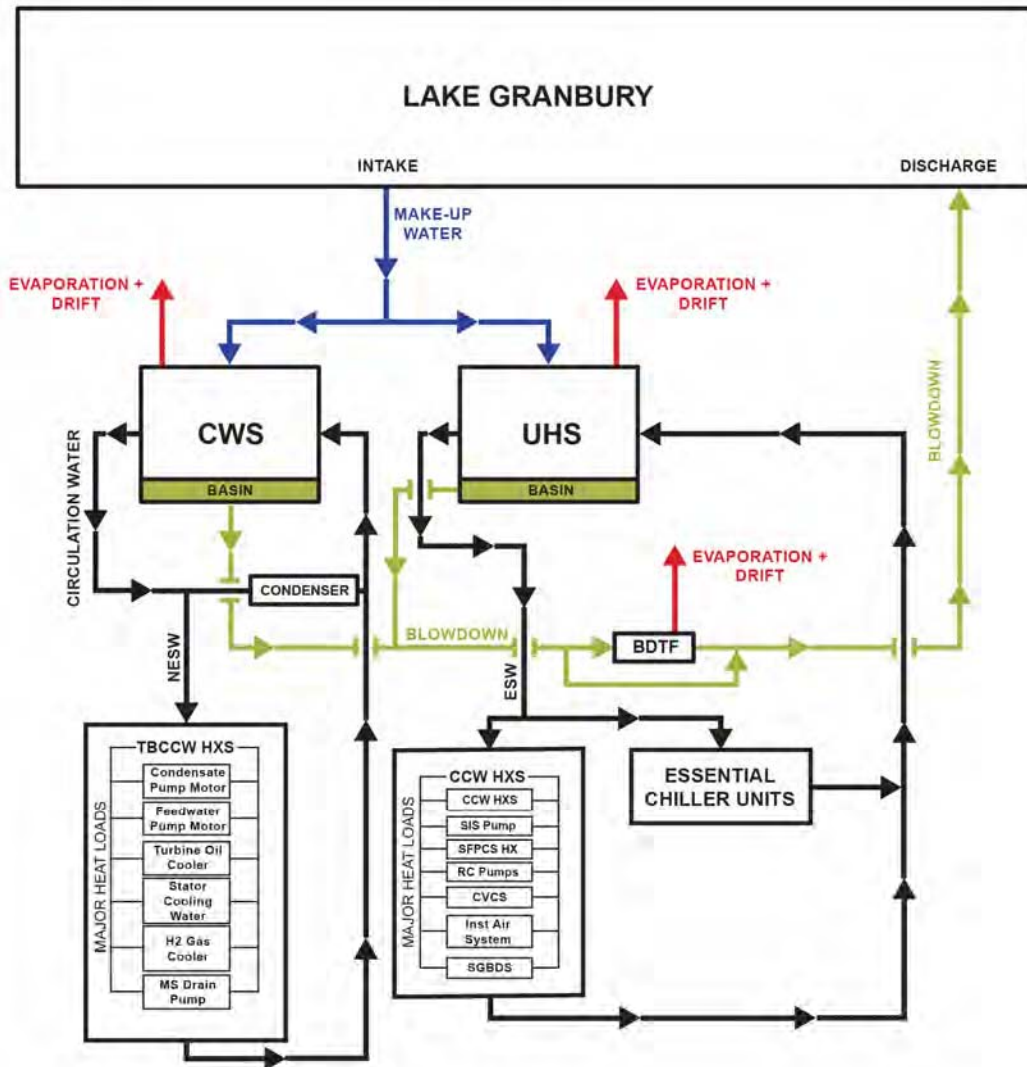 LAKE GRANBURY
INTAKE
DISCHARGE
MAKE-UP
WATER
EVAPORATION +
DRIFT
EVAPORATION +
DRIFT
CWS
BASIN
UHS
BASIN
BLOWDOWN
CIRCULATION WATER
CONDENSER
NESW
BLOWDOWN
ESW
EVAPORATION +
DRIFT
BDTF
MAJOR HEAT LOADS
TBCCW HXS
Condensate
Pump Motor
Feedwater
Pump Motor
Turbine Oil
Cooler
Stator
Cooling
Water
H2 Gas
Cooler
MS Drain
Pump
MAJOR HEAT LOADS
CCW HXS
CCW HXS
SIS Pump
SFPCS HX
RC Pumps
CVCS
Inst Air
System
SGBDS
ESSENTIAL
CHILLER UNITS